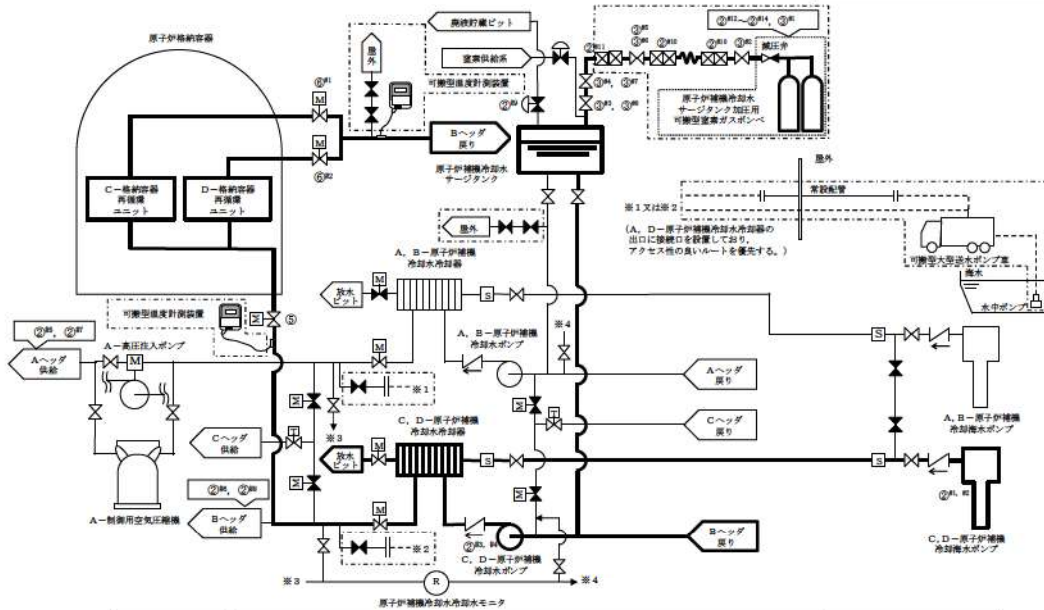 廃液貯蔵ピット
窒素供給系
原子炉格納容器
屋外
可搬型温度計測装置
減圧弁
原子炉補機冷却水
サージタンク加圧用
可搬型窒素ガスボンベ
Bヘッダ
戻り
原子炉補機冷却水
サージタンク
C-格納容器
再循環
ユニット
D-格納容器
再循環
ユニット
屋外
常設配管
※1又は※2
(A,D-原子炉補機冷却水冷却器の
出口に接続口を設置しており、
アクセス性の良いルートを優先する。)
可搬型大型送水ポンプ車
海水
水中ポンプ
屋外
A,B-原子炉補機
冷却水冷却器
放水
ピット
M
S
可搬型温度計測装置
M
⑤
A-高圧注入ポンプ
Aヘッダ
供給
M
M
A,B-原子炉補機
冷却水ポンプ
※4
Aヘッダ
戻り
S
A,B-原子炉補機
冷却海水ポンプ
※1
M
※3
M
T
Cヘッダ
戻り
Cヘッダ
供給
T
C,D-原子炉補機
冷却水冷却器
放水
ピット
M
S
S
M
M
A-制御用空気圧縮機
Bヘッダ
供給
M
Bヘッダ
戻り
C,D-原子炉補機
冷却海水ポンプ
※2
C,D-原子炉補機
冷却水ポンプ
※3
R
※4
原子炉補機冷却水冷却水モニタ